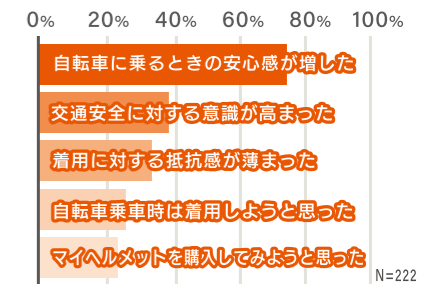 0% 20% 40% 60% 80% 100%
自転車に乗るときの安心感が増した
交通安全に対する意識が高まった
着用に対する抵抗感が薄まった
自転車乗車時は着用しようと思った
マイヘルメットを購入してみようと思った
N=222